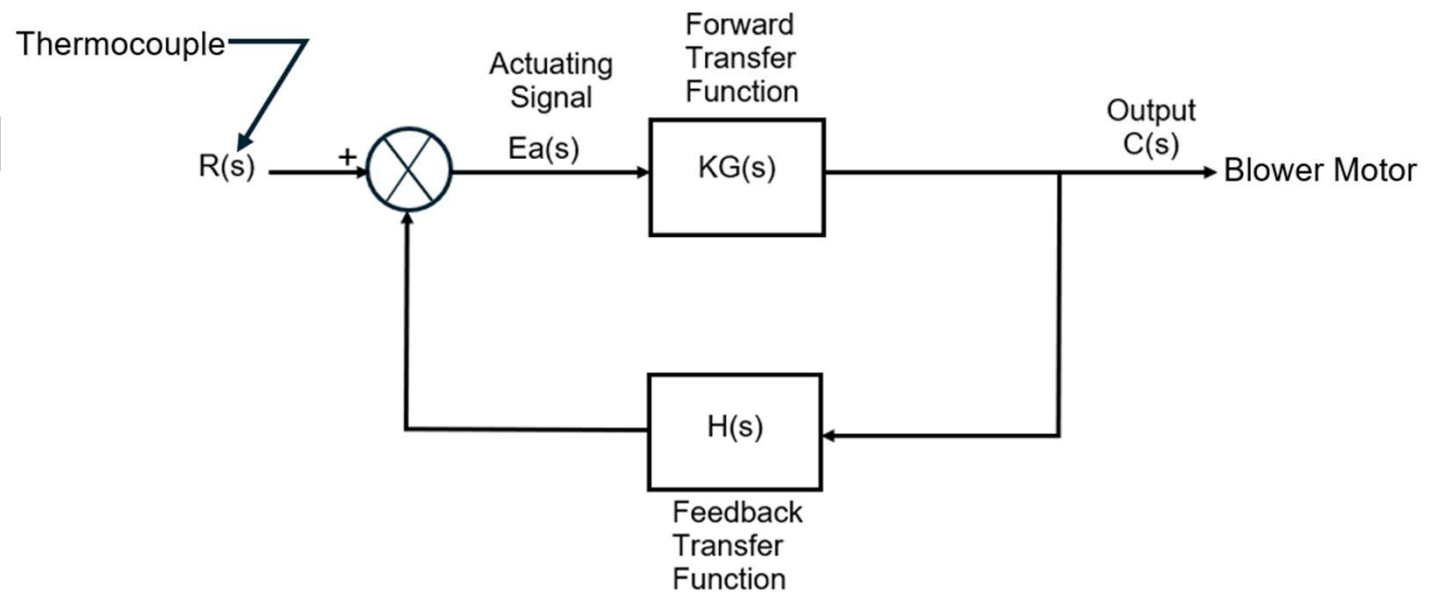 Thermocouple
Forward
Transfer
Function
Actuating
Signal
Ea(s)
Output
C(s)
R(s)
+
KG(s)
Blower Motor
H(s)
Feedback
Transfer
Function